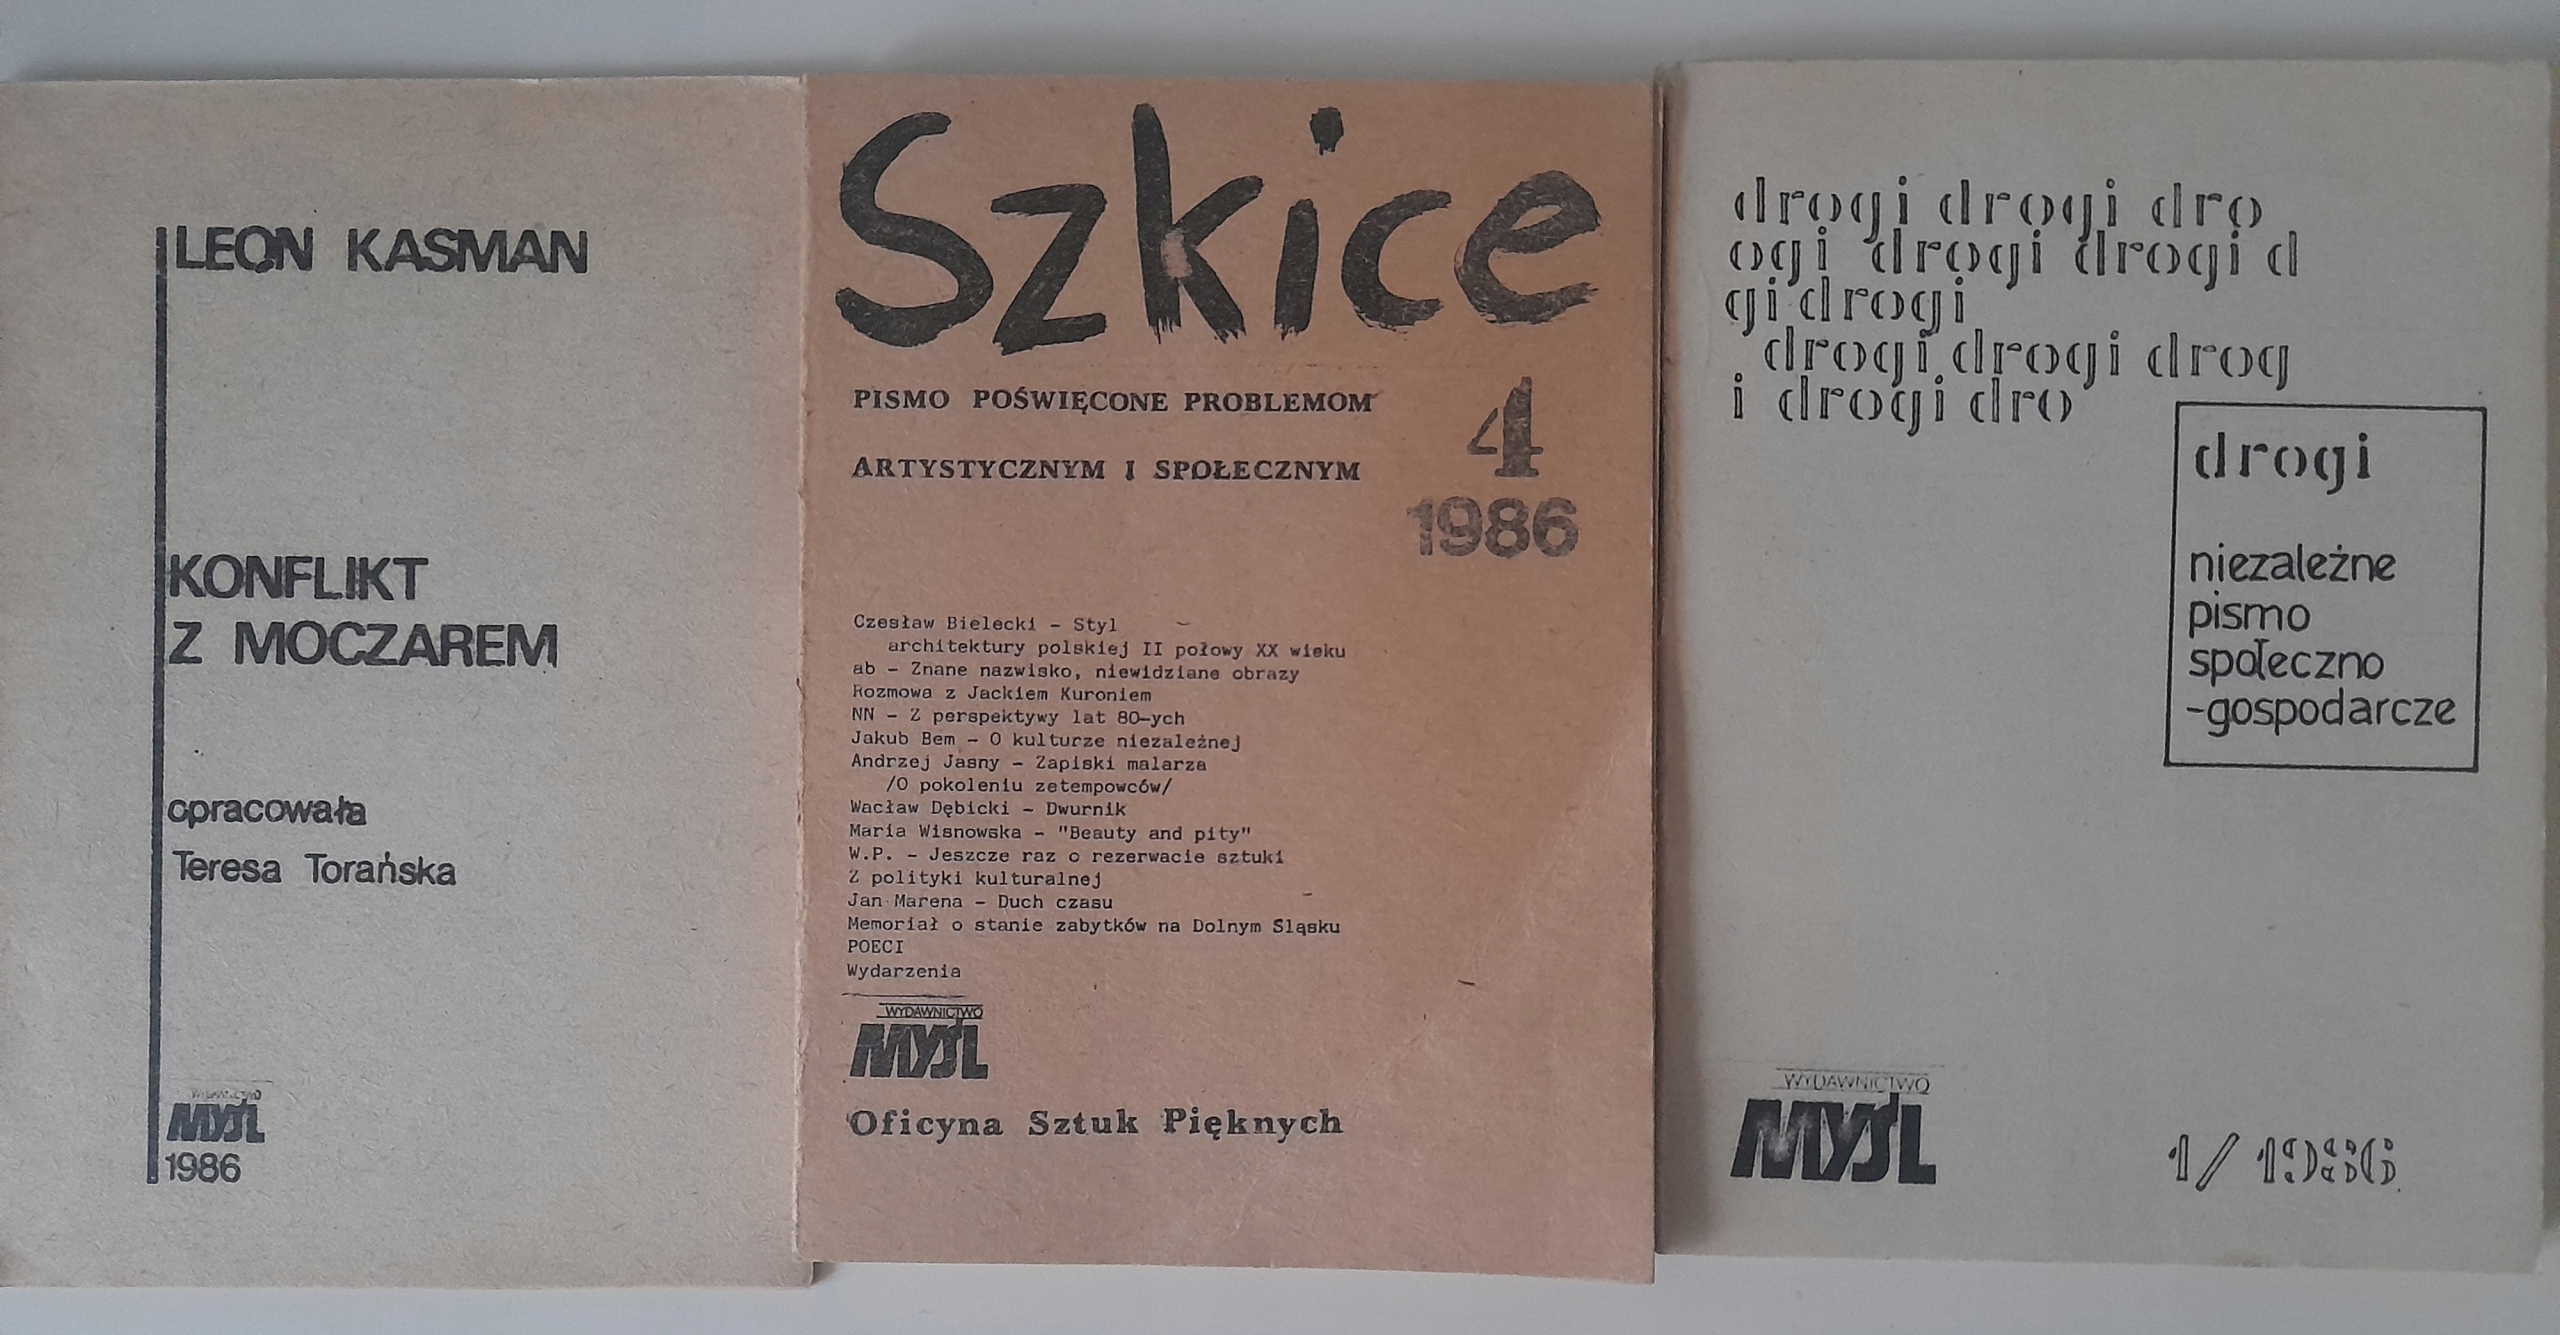 LEON KASMAN
KONFLIKT
Z MOCZAREM
opracowała
Teresa Torańska
WYDAWNICTWO
MYŚL
1986
Szkice
PISMO POŚWIĘCONE PROBLEMOM
ARTYSTYCZNYM I SPOŁECZNYM
4
1986
Czesław Bielecki – Styl
architektury polskiej II połowy XX wieku
ab – Znane nazwisko, niewidziane obrazy
Rozmowa z Jackiem Kuroniem
NN – Z perspektywy lat 80-ych
Jakub Bem – O kulturze niezależnej
Andrzej Jasny – Zapiski malarza
/O pokoleniu zetempowców/
Wacław Dębicki – Dwurnik
Maria Wisnowska – "Beauty and pity"
W.P. – Jeszcze raz o rezerwacie sztuki
Z polityki kulturalnej
Jan Marena – Duch czasu
Memoriał o stanie zabytków na Dolnym Śląsku
POECI
Wydarzenia
WYDAWNICTWO
MYŚL
Oficyna Sztuk Pięknych
drogi drogi dro
ogi drogi drogi d
gi drogi
drogi drogi drog
i drogi dro
drogi
niezależne
pismo
społeczno
-gospodarcze
WYDAWNICTWO
MYŚL
1/1986